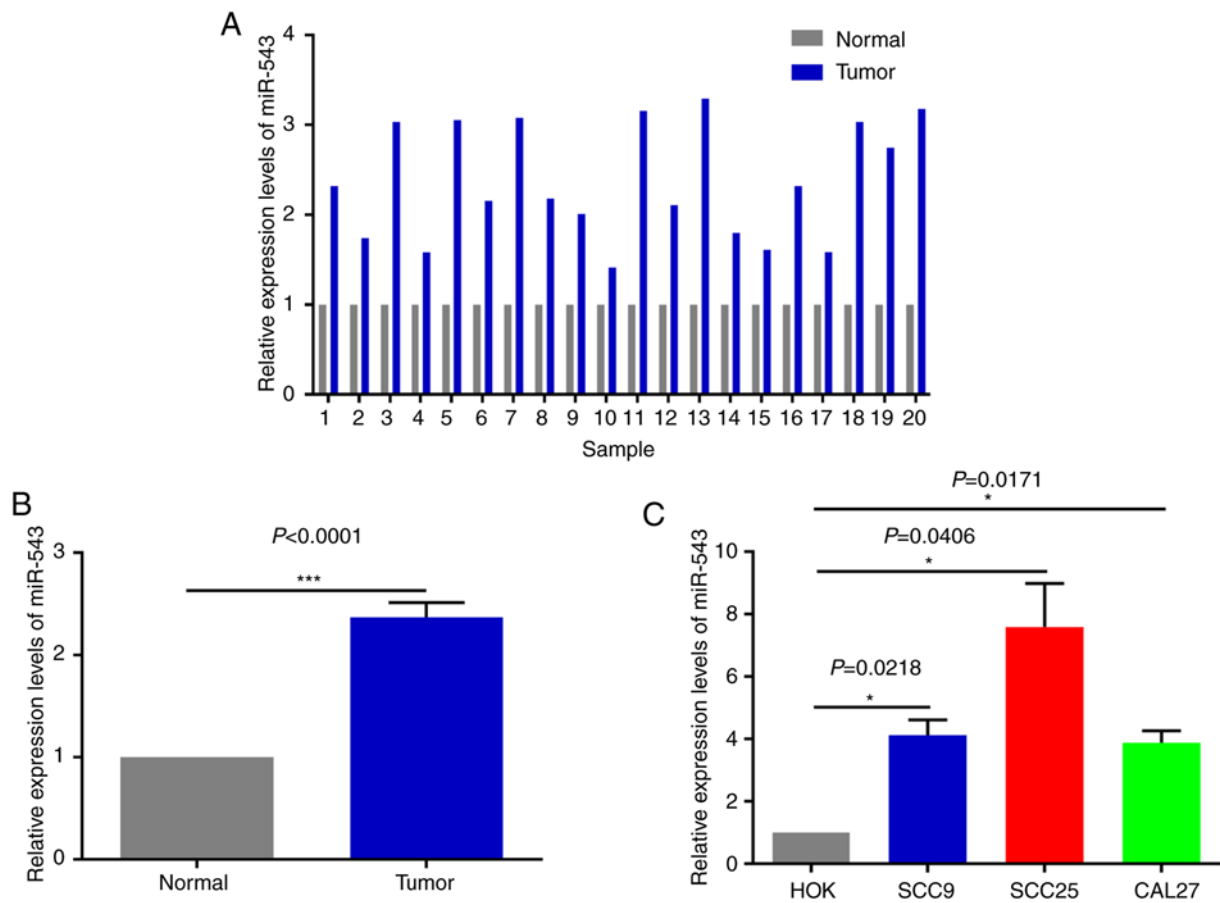 A
Relative expression levels of miR-543
4
3
2
1
0
Normal
Tumor
1 2 3 4 5 6 7 8 9 10 11 12 13 14 15 16 17 18 19 20
Sample
B
Relative expression levels of miR-543
3
2
1
0
P<0.0001
***
Normal Tumor
C
Relative expression levels of miR-543
10
8
6
4
2
0
P=0.0171
*
P=0.0406
*
P=0.0218
*
HOK SCC9 SCC25 CAL27